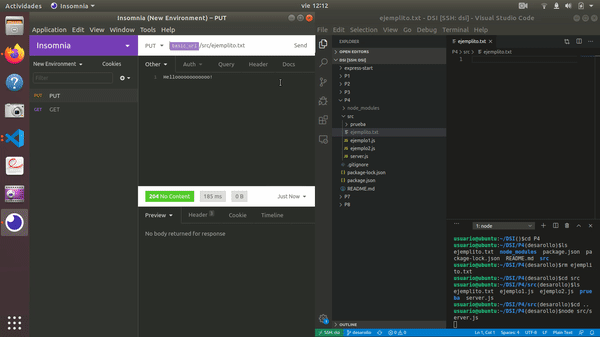 Actividades
Insomnia
vie 12:12
Insomnia (New Environment) – PUT
ejemplito.txt - DSI [SSH: dsi] - Visual Studio Code
Application Edit View Window Tools Help
File Edit Selection View Go Debug Terminal Help
Insomnia
PUT
base_url /src/ejemplito.txt
Send
New Environment
Cookies
Other
Auth
Query
Header
Docs
Filter
PUT PUT
GET GET
1
204 No Content
185 ms
0 B
Just Now
Preview
Header
Cookie
Timeline
No body returned for response
EXPLORER
OPEN EDITORS
DSI [SSH: DSI]
express-start
P1
P2
P3
P4
node_modules
src
prueba
ejemplito.txt
ejemplo1.js
ejemplo2.js
server.js
.gitignore
package-lock.json
package.json
README.md
P7
P8
OUTLINE
ejemplito.txt
P4 > src > ejemplito.txt
1
1: node
usuario@ubuntu:~/DSI()$cd P4
usuario@ubuntu:~/DSI/P4(desarollo)$ls
ejemplito.txt node_modules package.json pa
ckage-lock.json README.md src
usuario@ubuntu:~/DSI/P4(desarollo)$rm ejempli
to.txt
usuario@ubuntu:~/DSI/P4(desarollo)$cd src
usuario@ubuntu:~/DSI/P4/src(desarollo)$ls
ejemplito.txt ejemplo1.js ejemplo2.js prue
ba server.js
usuario@ubuntu:~/DSI/P4/src(desarollo)$cd ..
usuario@ubuntu:~/DSI/P4(desarollo)$node src/s
erver.js
SSH: dsi
desarollo
0 0
Ln 1, Col 1
Spaces: 4
UTF-8
LF
Plain Text